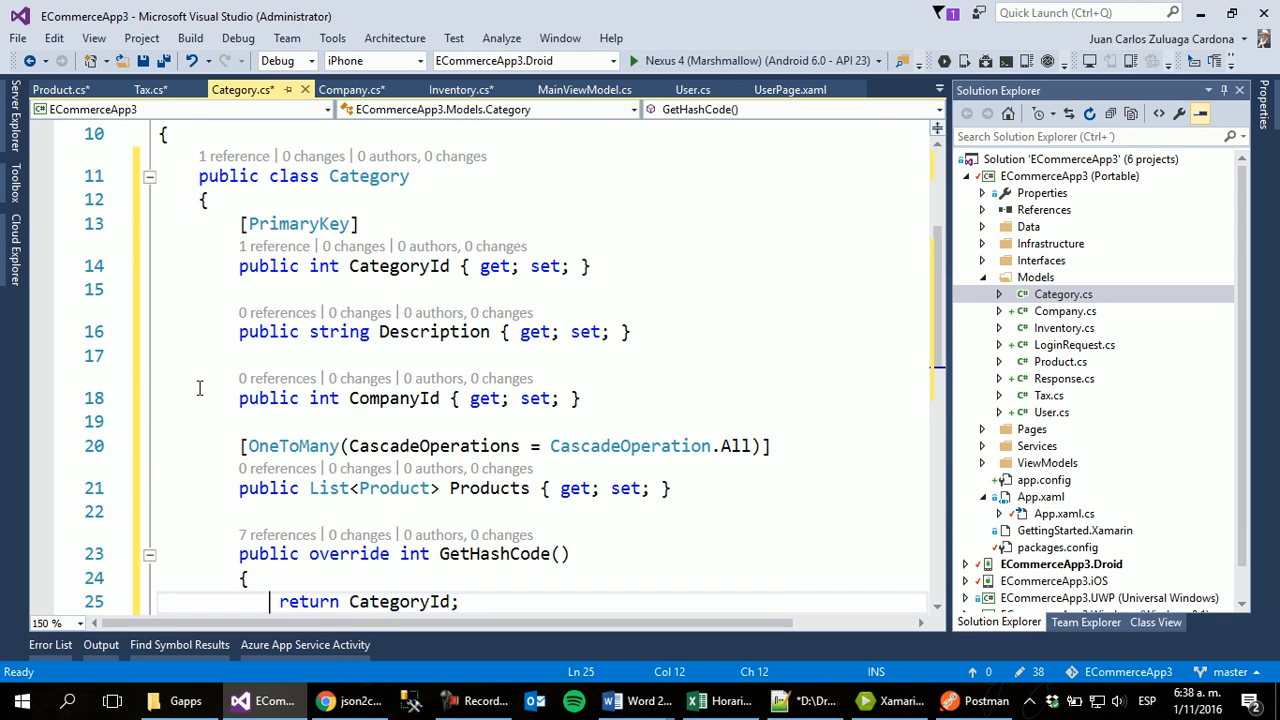 ECommerceApp3 - Microsoft Visual Studio (Administrator)
1
Quick Launch (Ctrl+Q)
File Edit View Project Build Debug Team Tools Architecture Test Analyze Window Help
Juan Carlos Zuluaga Cardona
Debug iPhone ECommerceApp3.Droid Nexus 4 (Marshmallow) (Android 6.0 - API 23)
Product.cs* Tax.cs* Category.cs* Company.cs* Inventory.cs* MainViewModel.cs User.cs UserPage.xaml
ECommerceApp3 ECommerceApp3.Models.Category GetHashCode()
Server Explorer
Toolbox
Cloud Explorer
10 {
1 reference | 0 changes | 0 authors, 0 changes
11 public class Category
12 {
13 [PrimaryKey]
1 reference | 0 changes | 0 authors, 0 changes
14 public int CategoryId { get; set; }
15
0 references | 0 changes | 0 authors, 0 changes
16 public string Description { get; set; }
17
0 references | 0 changes | 0 authors, 0 changes
18 public int CompanyId { get; set; }
19
20 [OneToMany(CascadeOperations = CascadeOperation.All)]
0 references | 0 changes | 0 authors, 0 changes
21 public List<Product> Products { get; set; }
22
7 references | 0 changes | 0 authors, 0 changes
23 public override int GetHashCode()
24 {
25 return CategoryId;
150 %
Solution Explorer
Search Solution Explorer (Ctrl+´)
Solution 'ECommerceApp3' (6 projects)
ECommerceApp3 (Portable)
Properties
References
Data
Infrastructure
Interfaces
Models
Category.cs
Company.cs
Inventory.cs
LoginRequest.cs
Product.cs
Response.cs
Tax.cs
User.cs
Pages
Services
ViewModels
app.config
App.xaml
App.xaml.cs
GettingStarted.Xamarin
packages.config
ECommerceApp3.Droid
ECommerceApp3.iOS
ECommerceApp3.UWP (Universal Windows)
Solution Explorer Team Explorer Class View
Properties
Error List Output Find Symbol Results Azure App Service Activity
Ready Ln 25 Col 12 Ch 12 INS 0 38 ECommerceApp3 master
Gapps ECom... json2c... Record... Word 2... Horari... *D:\Dr... Xamari... Postman ESP 6:38 a. m.
1/11/2016
2